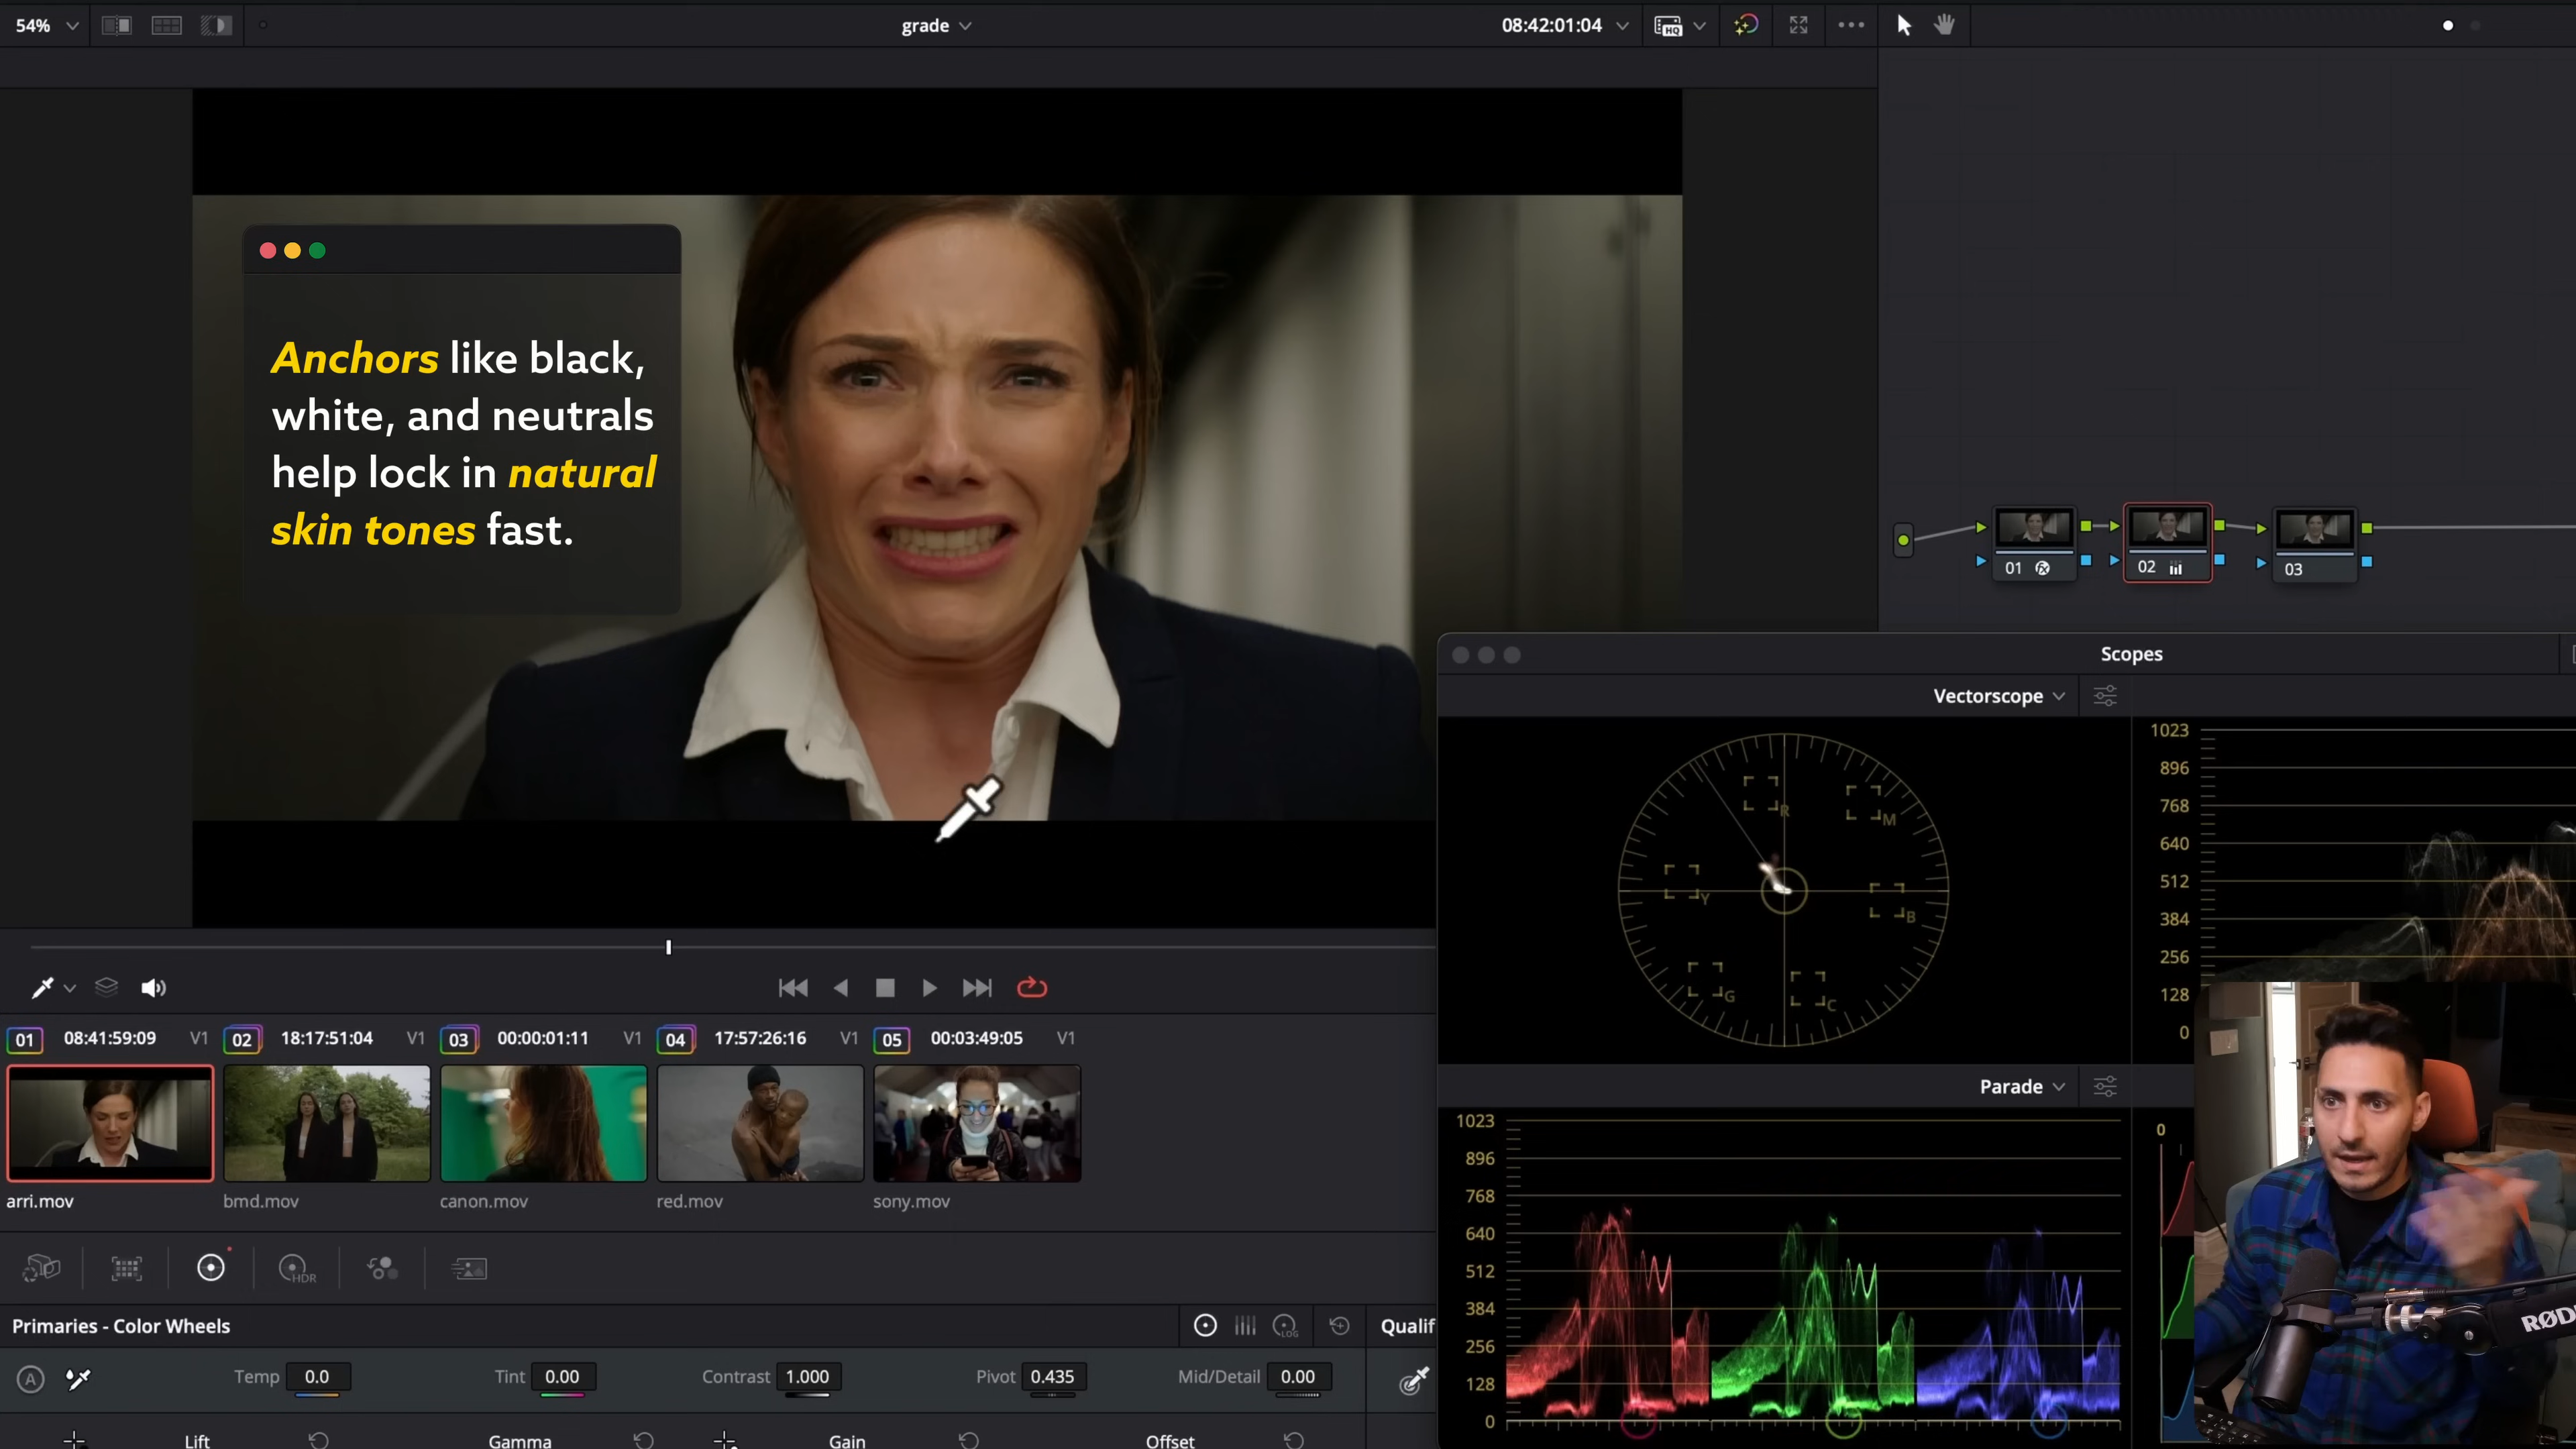 54%
grade
08:42:01:04
HQ
Anchors like black,
white, and neutrals
help lock in natural
skin tones fast.
01
02
03
Scopes
Vectorscope
R
M
Y
B
G
C
1023
896
768
640
512
384
256
128
0
01 08:41:59:09 V1 02 18:17:51:04 V1 03 00:00:01:11 V1 04 17:57:26:16 V1 05 00:03:49:05 V1
arri.mov bmd.mov canon.mov red.mov sony.mov
Parade
1023
896
768
640
512
384
256
128
0
0
HDR
Primaries - Color Wheels
LOG
Qualif
A
Temp 0.0 Tint 0.00 Contrast 1.000 Pivot 0.435 Mid/Detail 0.00
Lift Gamma Gain Offset
RØD